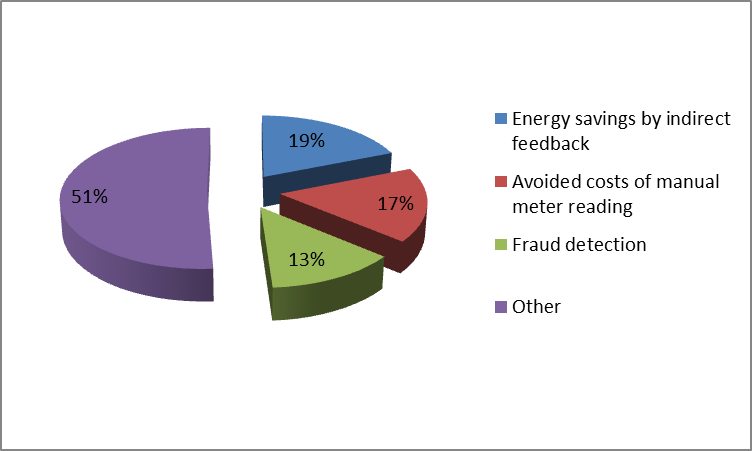 19%
17%
13%
51%
Energy savings by indirect
feedback
Avoided costs of manual
meter reading
Fraud detection
Other